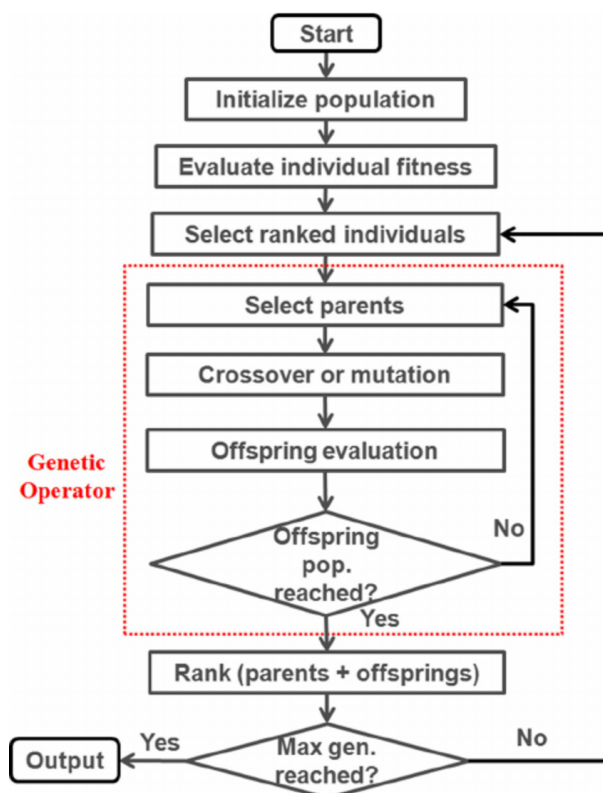 Start
Initialize population
Evaluate individual fitness
Select ranked individuals
Select parents
Crossover or mutation
Offspring evaluation
Genetic
Operator
Offspring
pop.
reached?
No
Yes
Rank (parents + offsprings)
Max gen.
reached?
Yes
No
Output